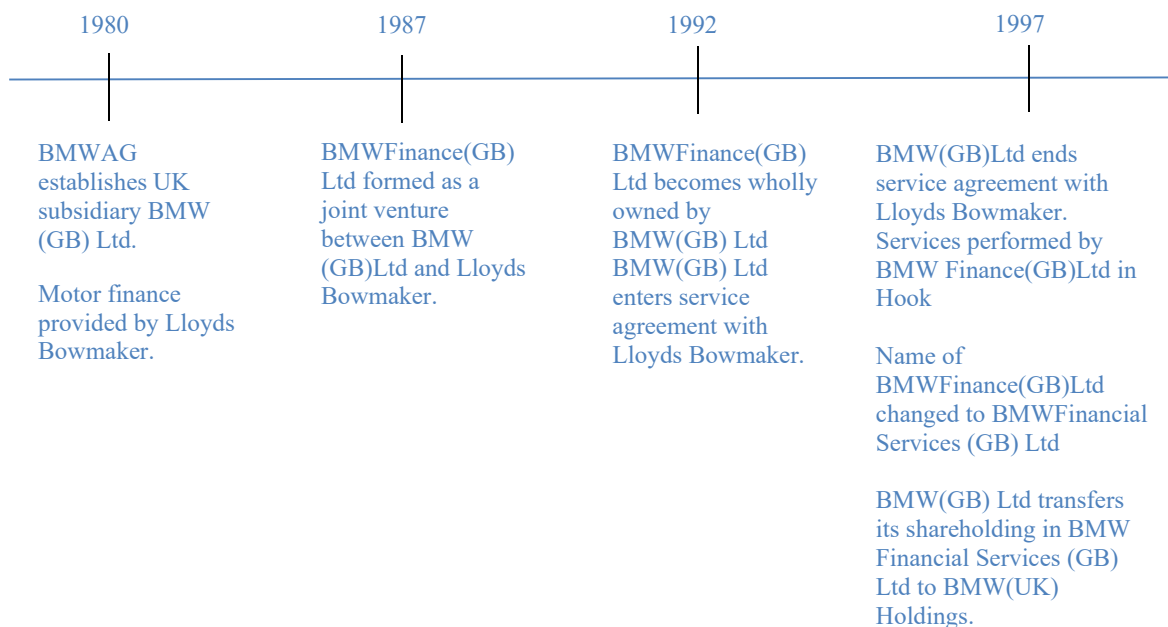 1980
1987
1992
1997
BMWAG
establishes UK
subsidiary BMW
(GB) Ltd.
Motor finance
provided by Lloyds
Bowmaker.
BMWFinance(GB)
Ltd formed as a
joint venture
between BMW
(GB)Ltd and Lloyds
Bowmaker.
BMWFinance(GB)
Ltd becomes wholly
owned by
BMW(GB) Ltd
BMW(GB) Ltd
enters service
agreement with
Lloyds Bowmaker.
BMW(GB)Ltd ends
service agreement with
Lloyds Bowmaker.
Services performed by
BMW Finance(GB)Ltd in
Hook
Name of
BMWFinance(GB)Ltd
changed to BMWFinancial
Services (GB) Ltd
BMW(GB) Ltd transfers
its shareholding in BMW
Financial Services (GB)
Ltd to BMW(UK)
Holdings.